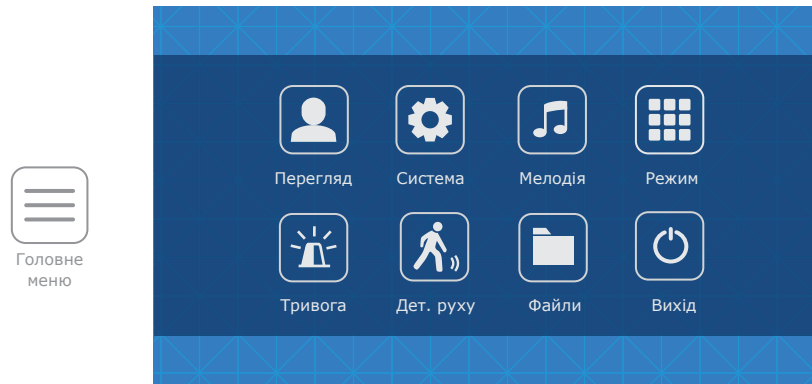 Головне
меню
Перегляд
Система
Мелодія
Режим
Тривога
Дет. руху
Файли
Вихід